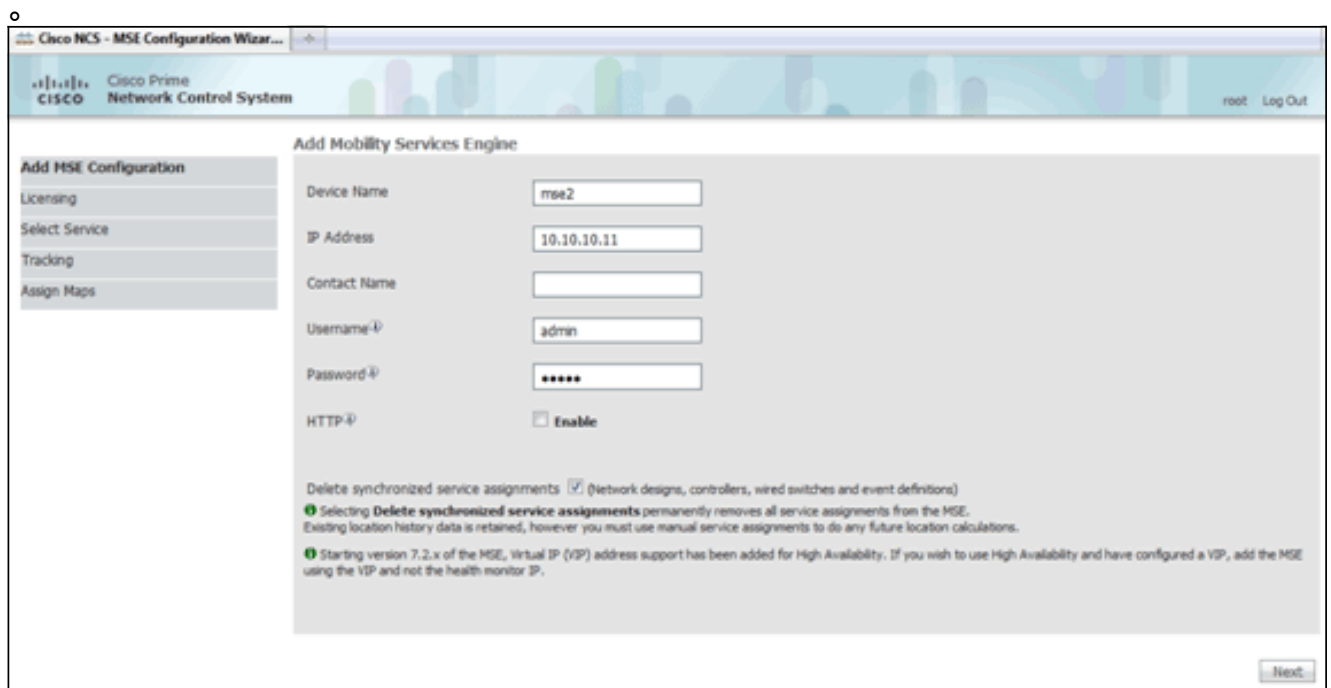 。
Cisco NCS - MSE Configuration Wizar...
Cisco Prime
CISCO Network Control System
root Log Out
Add Mobility Services Engine
Add MSE Configuration
Licensing
Select Service
Tracking
Assign Maps
Device Name mse2
IP Address 10.10.10.11
Contact Name
Username admin
Password •••••
HTTP Enable
Delete synchronized service assignments (Network designs, controllers, wired switches and event definitions)
Selecting Delete synchronized service assignments permanently removes all service assignments from the MSE.
Existing location history data is retained, however you must use manual service assignments to do any future location calculations.
Starting version 7.2.x of the MSE, Virtual IP (VIP) address support has been added for High Availability. If you wish to use High Availability and have configured a VIP, add the MSE
using the VIP and not the health monitor IP.
Next